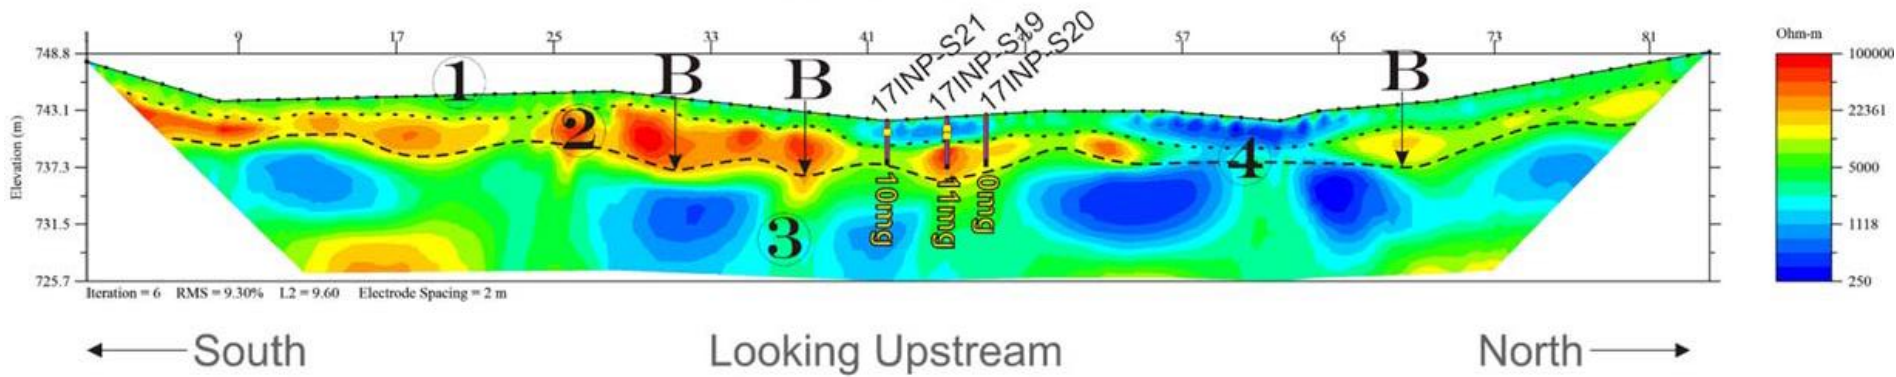 9 17 25 33 41 57 65 73 81
Ohm-m
748.8
743.1
737.3
731.5
725.7
Elevation (m)
1
2
3
4
B
B
B
17INP-S21
17INP-S19
17INP-S20
10mg
11mg
0mg
100000
22361
5000
1118
250
Iteration = 6 RMS = 9.30% L2 = 9.60 Electrode Spacing = 2 m
South
Looking Upstream
North